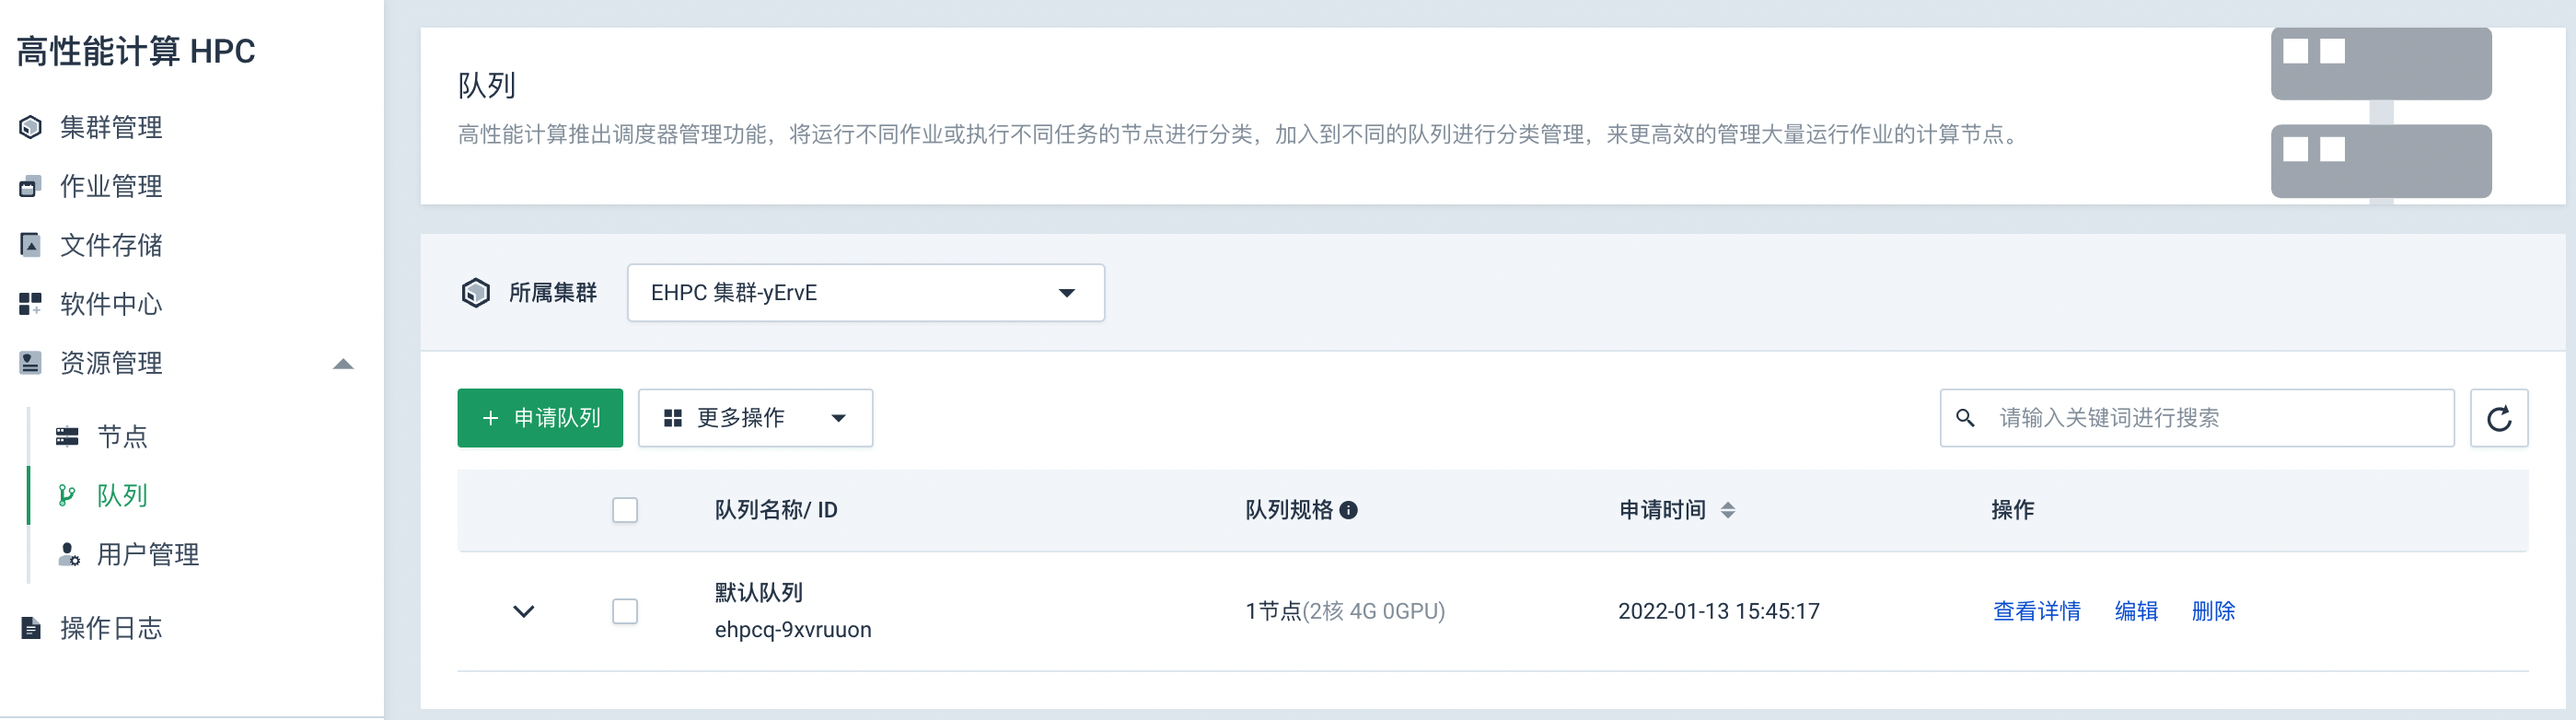 高性能计算 HPC
集群管理
作业管理
文件存储
软件中心
资源管理
节点
队列
用户管理
操作日志
队列
高性能计算推出调度器管理功能，将运行不同作业或执行不同任务的节点进行分类，加入到不同的队列进行分类管理，来更高效的管理大量运行作业的计算节点。
所属集群 EHPC 集群-yErvE
+ 申请队列 更多操作 请输入关键词进行搜索
队列名称/ ID 队列规格 申请时间 操作
默认队列
ehpcq-9xvruuon 1节点(2核 4G 0GPU) 2022-01-13 15:45:17 查看详情 编辑 删除